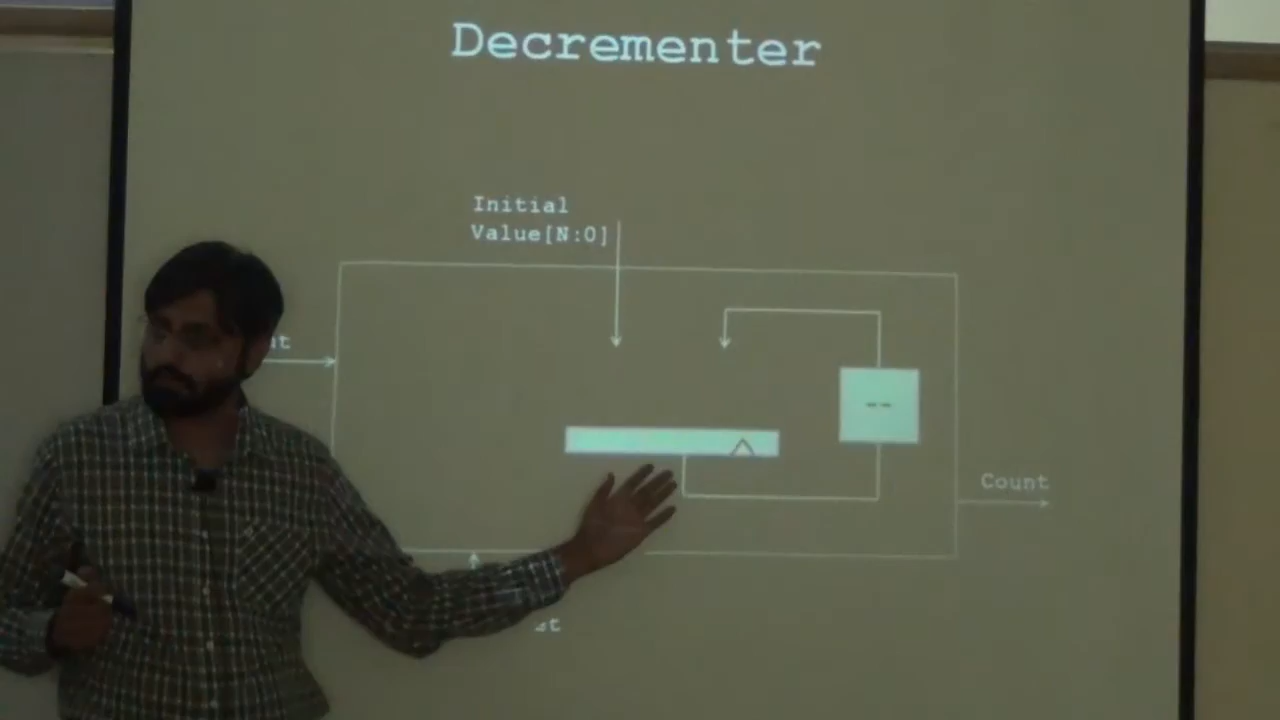 Decrementer
Initial
Value[N:0]
--
Count